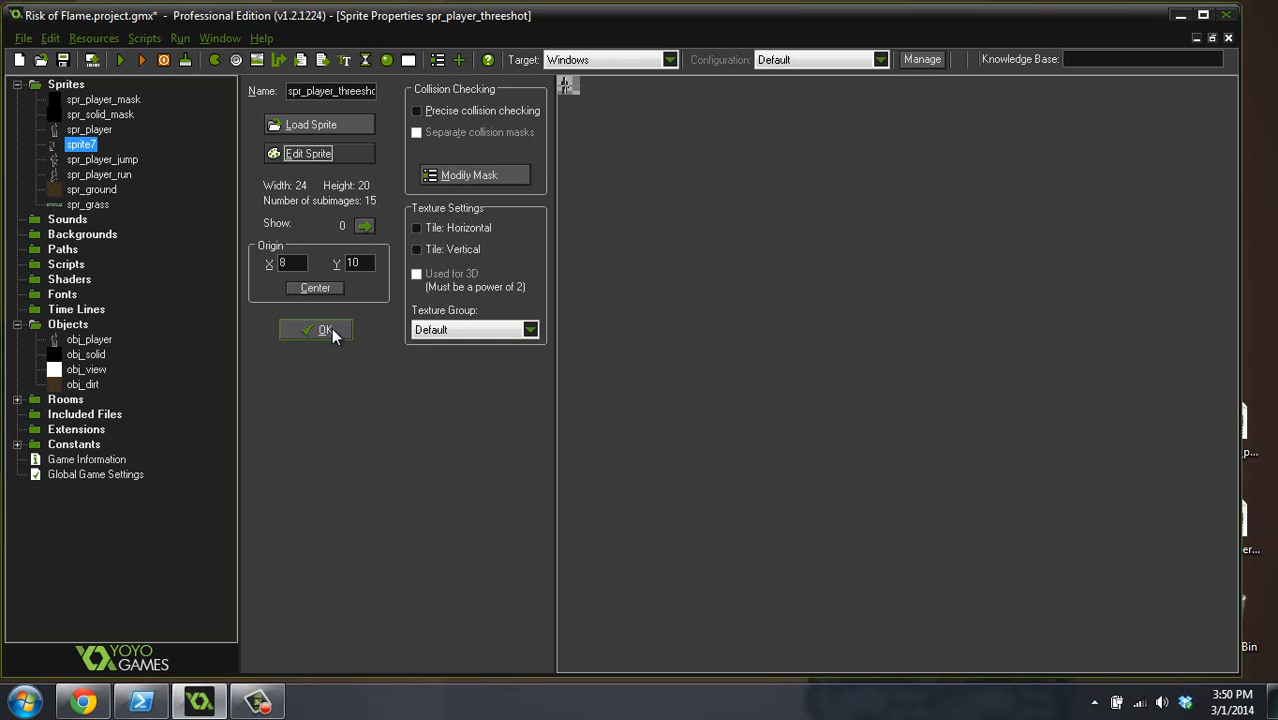 Risk of Flame.project.gmx* - Professional Edition (v1.2.1224) - [Sprite Properties: spr_player_threeshot]
File Edit Resources Scripts Run Window Help
Target: Windows Configuration: Default Manage Knowledge Base:
Sprites
spr_player_mask
spr_solid_mask
spr_player
sprite7
spr_player_jump
spr_player_run
spr_ground
spr_grass
Sounds
Backgrounds
Paths
Scripts
Shaders
Fonts
Time Lines
Objects
obj_player
obj_solid
obj_view
obj_dirt
Rooms
Included Files
Extensions
Constants
Game Information
Global Game Settings
YOYO
GAMES
Name: spr_player_threesho
Load Sprite
Edit Sprite
Width: 24 Height: 20
Number of subimages: 15
Show: 0
Origin
X 8 Y 10
Center
OK
Collision Checking
Precise collision checking
Separate collision masks
Modify Mask
Texture Settings
Tile: Horizontal
Tile: Vertical
Used for 3D
(Must be a power of 2)
Texture Group:
Default
p...
er...
Bin
3:50 PM
3/1/2014